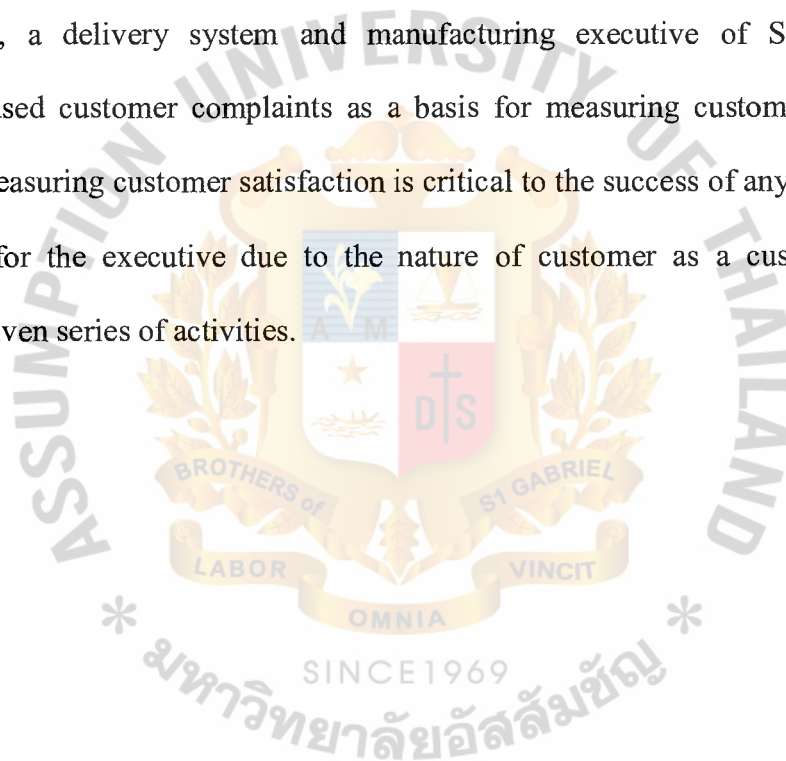 , a delivery system and manufacturing executive of S
sed customer complaints as a basis for measuring custom
easuring customer satisfaction is critical to the success of any
for the executive due to the nature of customer as a cus
ven series of activities.
ASSUMPTION UNIVERSITY OF THAILAND
A M
D S
BROTHERS of
S1 GABRIEL
LABOR
VINCIT
OMNIA
SINCE1969
* มหาวิทยาลัยอัสสัมชัญ *